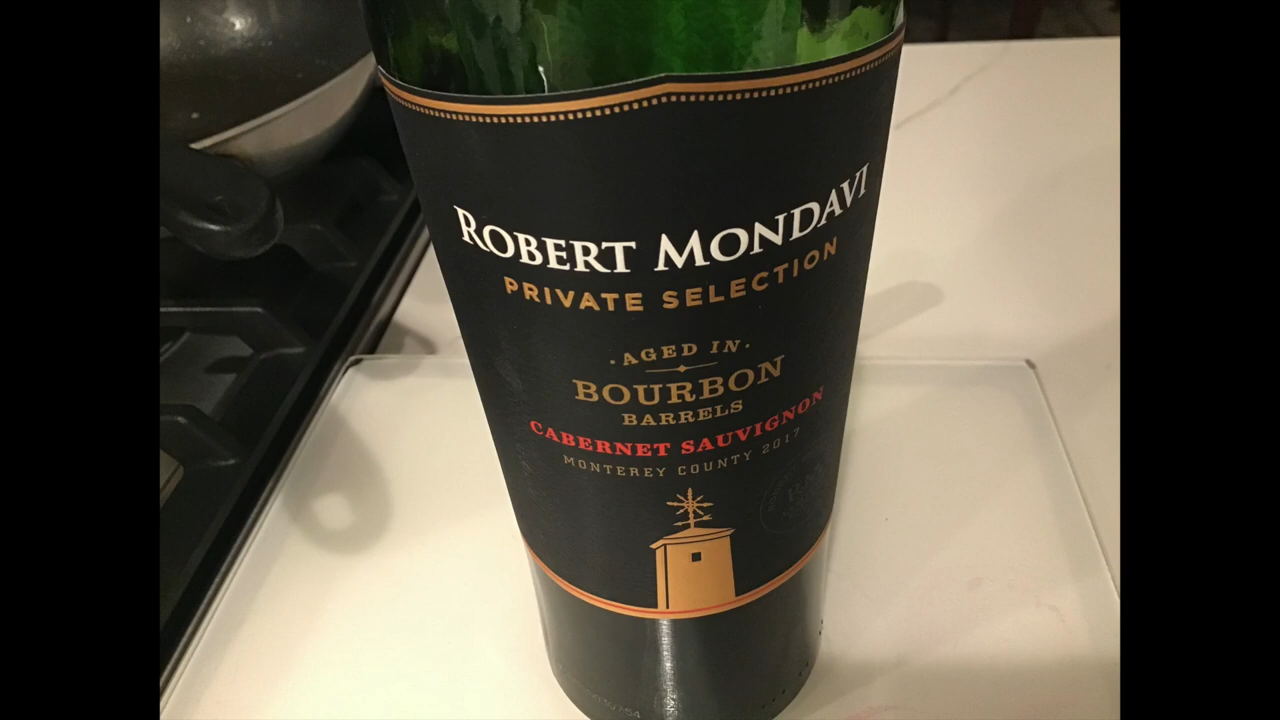 ROBERT MONDAVI
PRIVATE SELECTION
·AGED IN·
BOURBON
BARRELS
CABERNET SAUVIGNON
MONTEREY COUNTY 2017